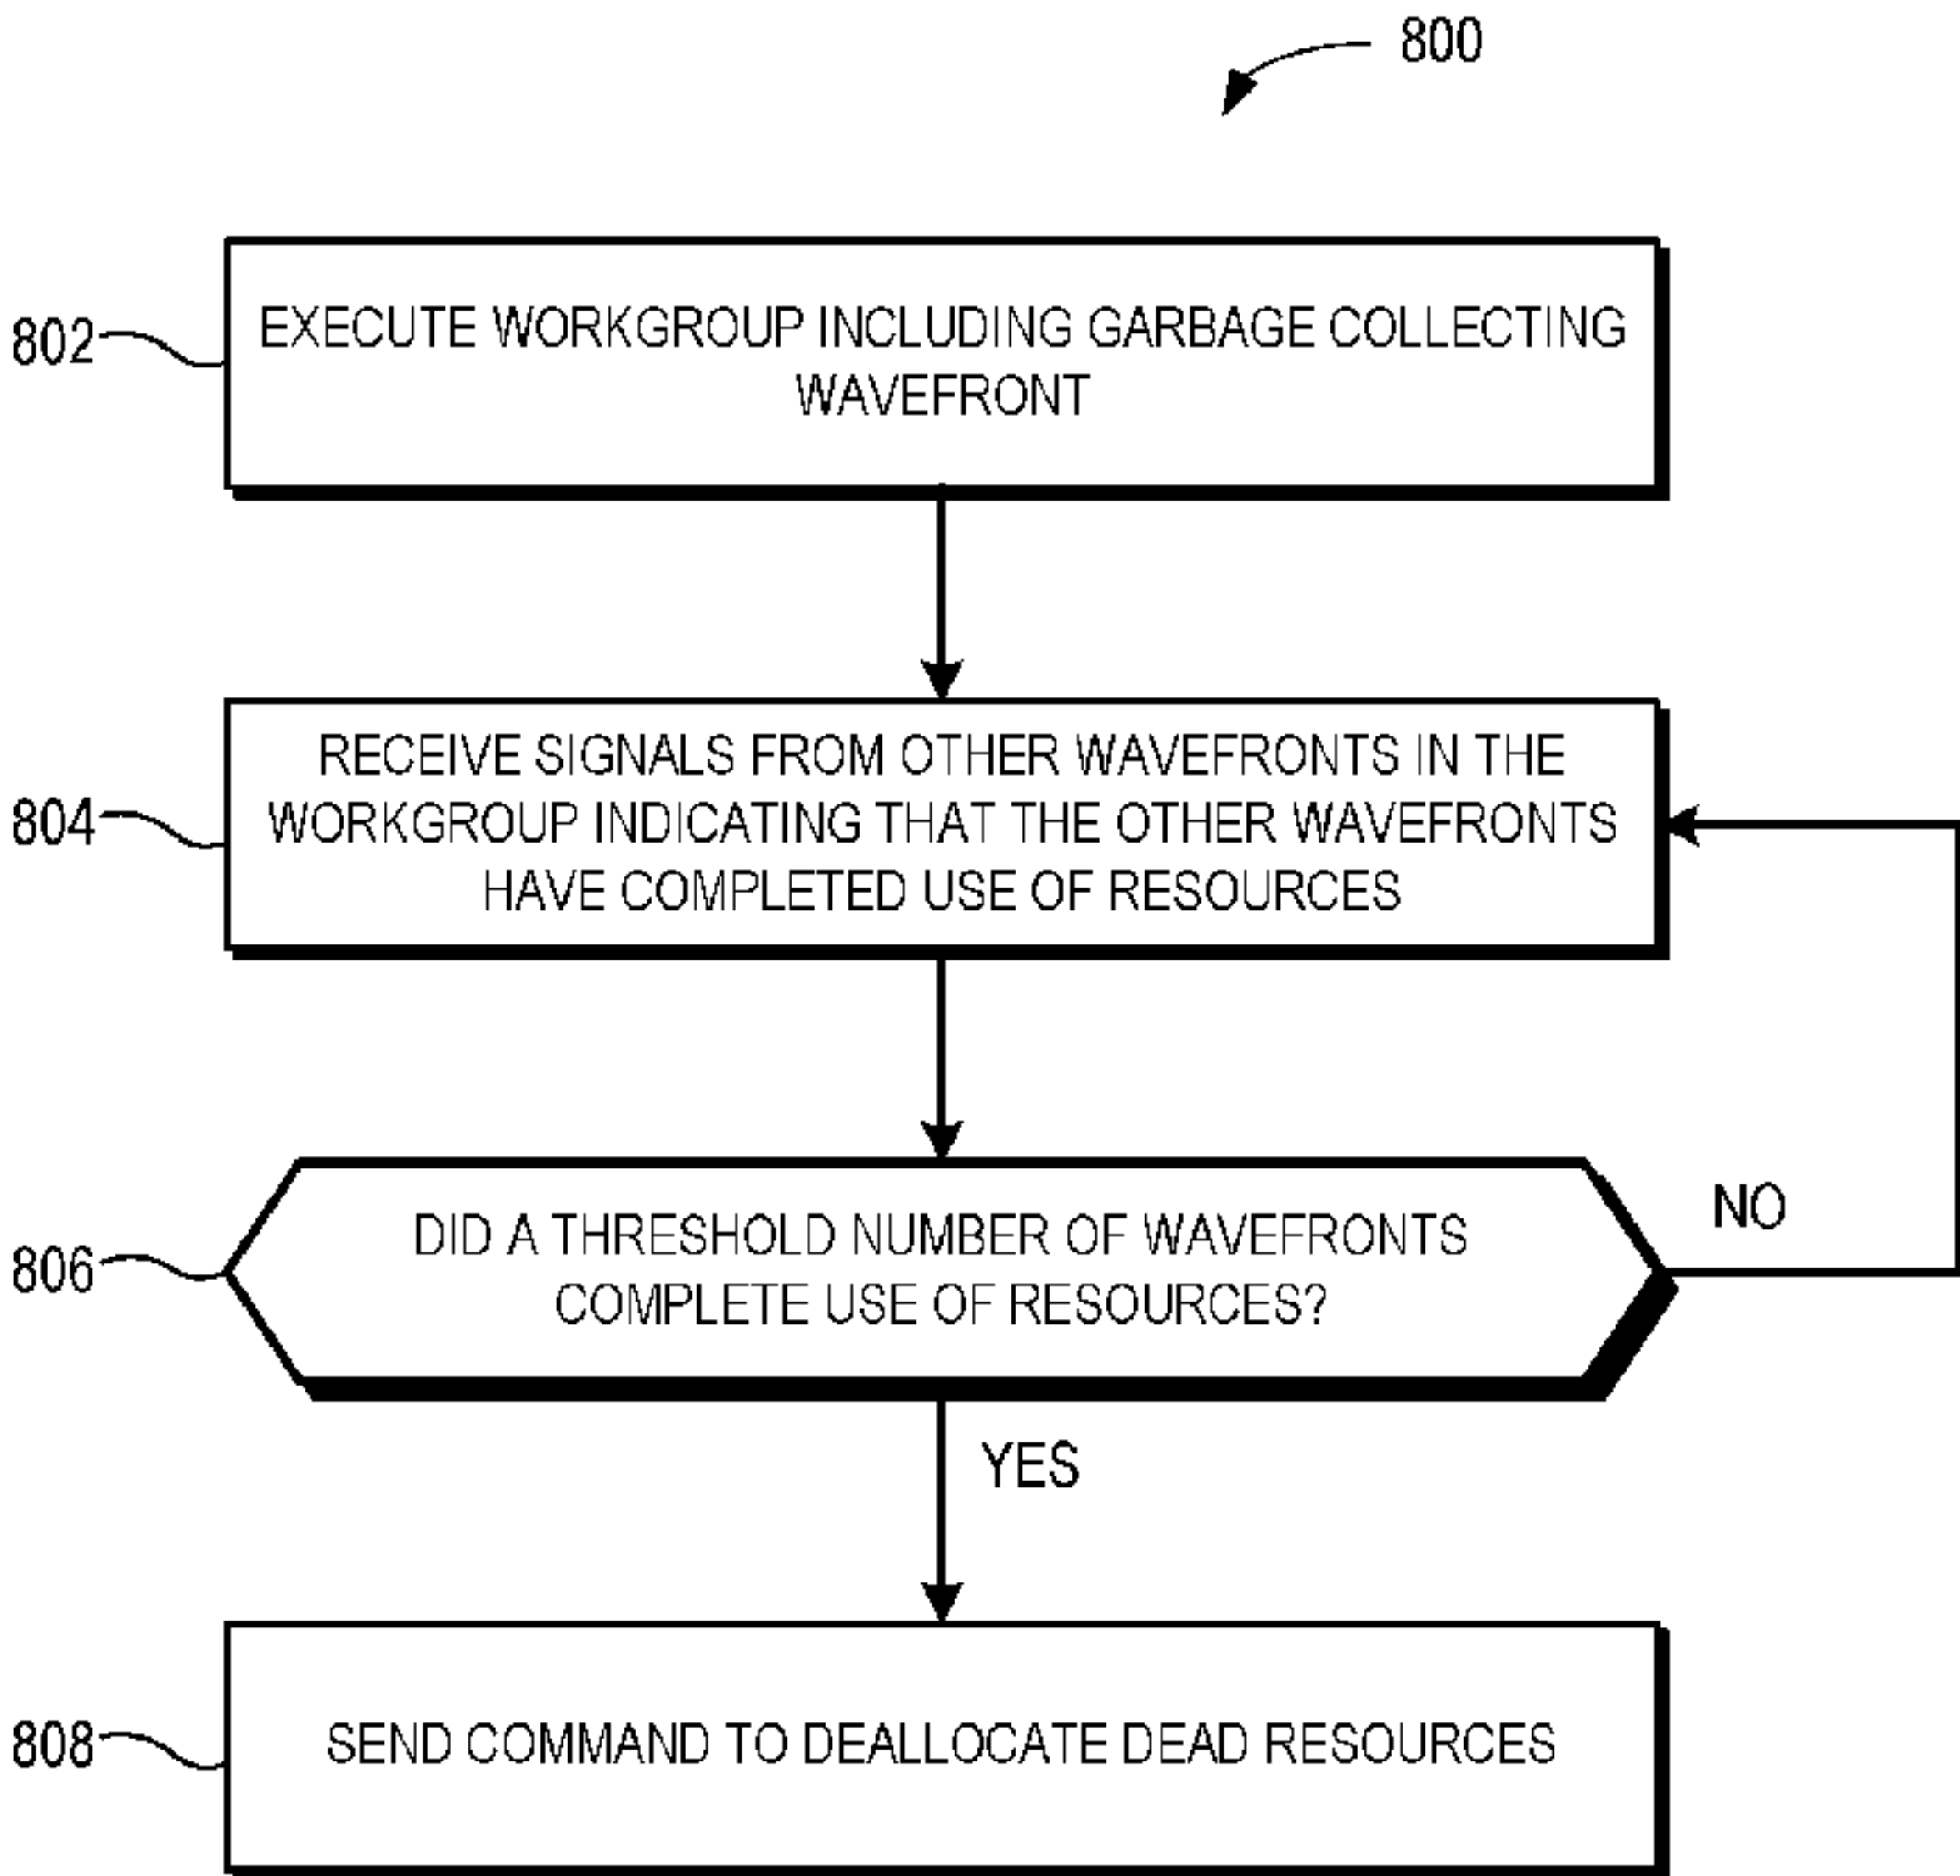 800
802
EXECUTE WORKGROUP INCLUDING GARBAGE COLLECTING
WAVEFRONT
804
RECEIVE SIGNALS FROM OTHER WAVEFRONTS IN THE
WORKGROUP INDICATING THAT THE OTHER WAVEFRONTS
HAVE COMPLETED USE OF RESOURCES
806
DID A THRESHOLD NUMBER OF WAVEFRONTS
COMPLETE USE OF RESOURCES?
NO
YES
808
SEND COMMAND TO DEALLOCATE DEAD RESOURCES